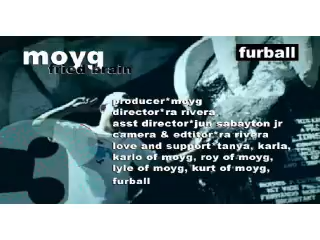 moyg
fried brain
furball
producer*moyg
director*ra rivera
asst director*jun sabayton jr
camera & edtitor*ra rivera
love and support*tanya, karla,
karlo of moyg, roy of moyg,
lyle of moyg, kurt of moyg,
furball